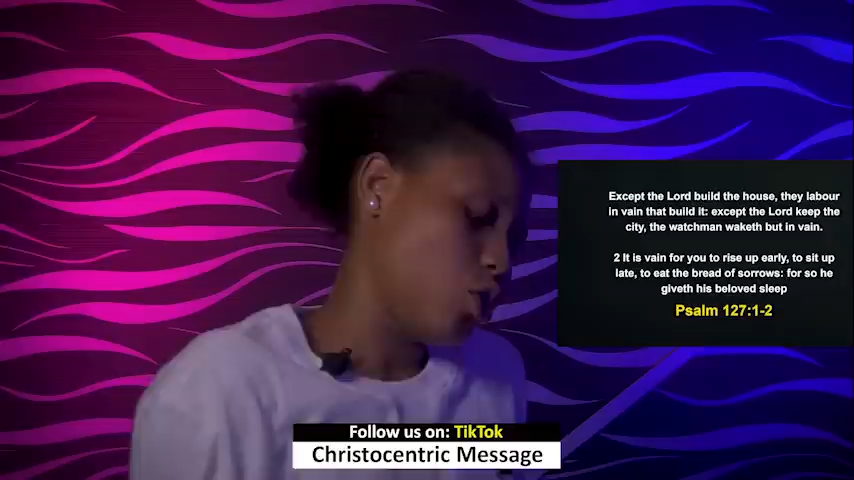 Except the Lord build the house, they labour
in vain that build it: except the Lord keep the
city, the watchman waketh but in vain.
2 It is vain for you to rise up early, to sit up
late, to eat the bread of sorrows: for so he
giveth his beloved sleep
Psalm 127:1-2
Follow us on: TikTok
Christocentric Message